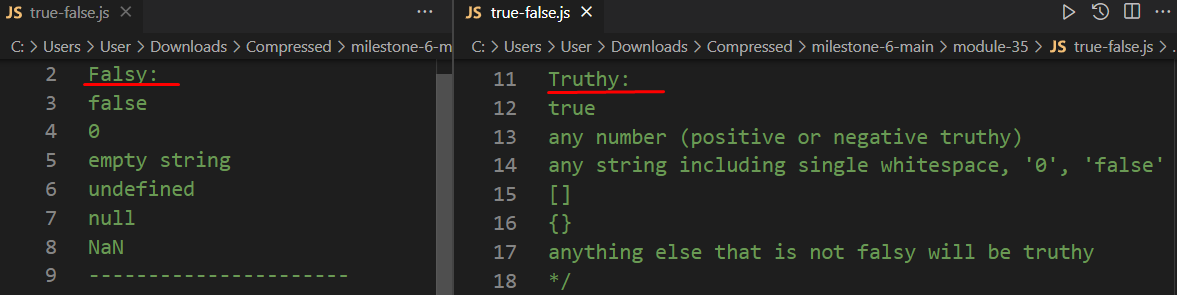 JS true-false.js ×
C: > Users > User > Downloads > Compressed > milestone-6-m
2 Falsy:
3 false
4 0
5 empty string
6 undefined
7 null
8 NaN
9 -----------------------
JS true-false.js ×
C: > Users > User > Downloads > Compressed > milestone-6-main > module-35 > JS true-false.js > .
11 Truthy:
12 true
13 any number (positive or negative truthy)
14 any string including single whitespace, '0', 'false'
15 []
16 {}
17 anything else that is not falsy will be truthy
18 */